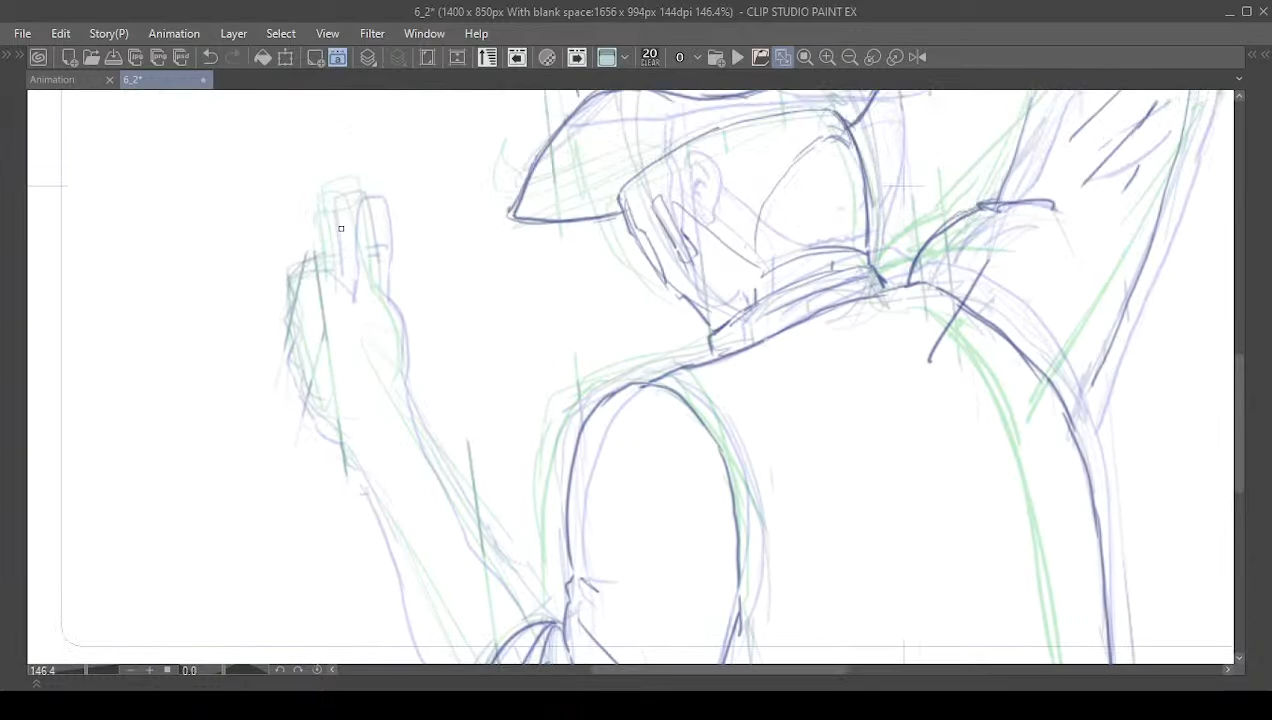 6_2* (1400 x 850px With blank space:1656 x 994px 144dpi 146.4%) - CLIP STUDIO PAINT EX
File Edit Story(P) Animation Layer Select View Filter Window Help
20 CLEAR 0
Animation 6_2*
146.4 0.0